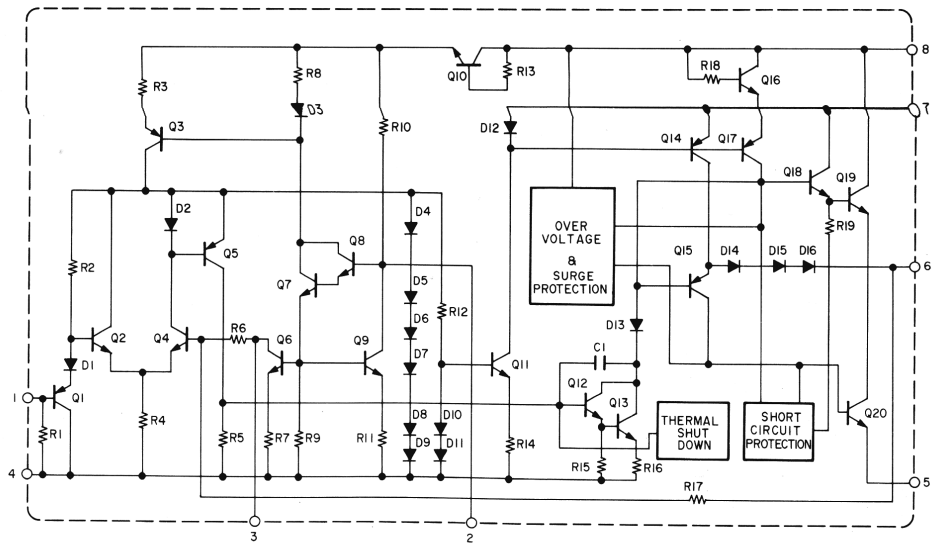 8
R8
R13
R18
Q16
R3
Q10
D3
7
Q3
R10
D12
Q14
Q17
Q18
Q19
D2
OVER
VOLTAGE
&
SURGE
PROTECTION
D4
R19
Q5
Q8
Q15
D14
D15
D16
6
R2
Q7
D5
R12
D6
D13
Q2
Q4
R6
Q6
Q9
D7
C1
D1
Q11
Q12
Q13
1
Q1
THERMAL
SHUT
DOWN
SHORT
CIRCUIT
PROTECTION
Q20
R1
R4
R5
R7
R9
R11
D8
D10
D9
D11
R14
R15
R16
4
R17
5
3
2